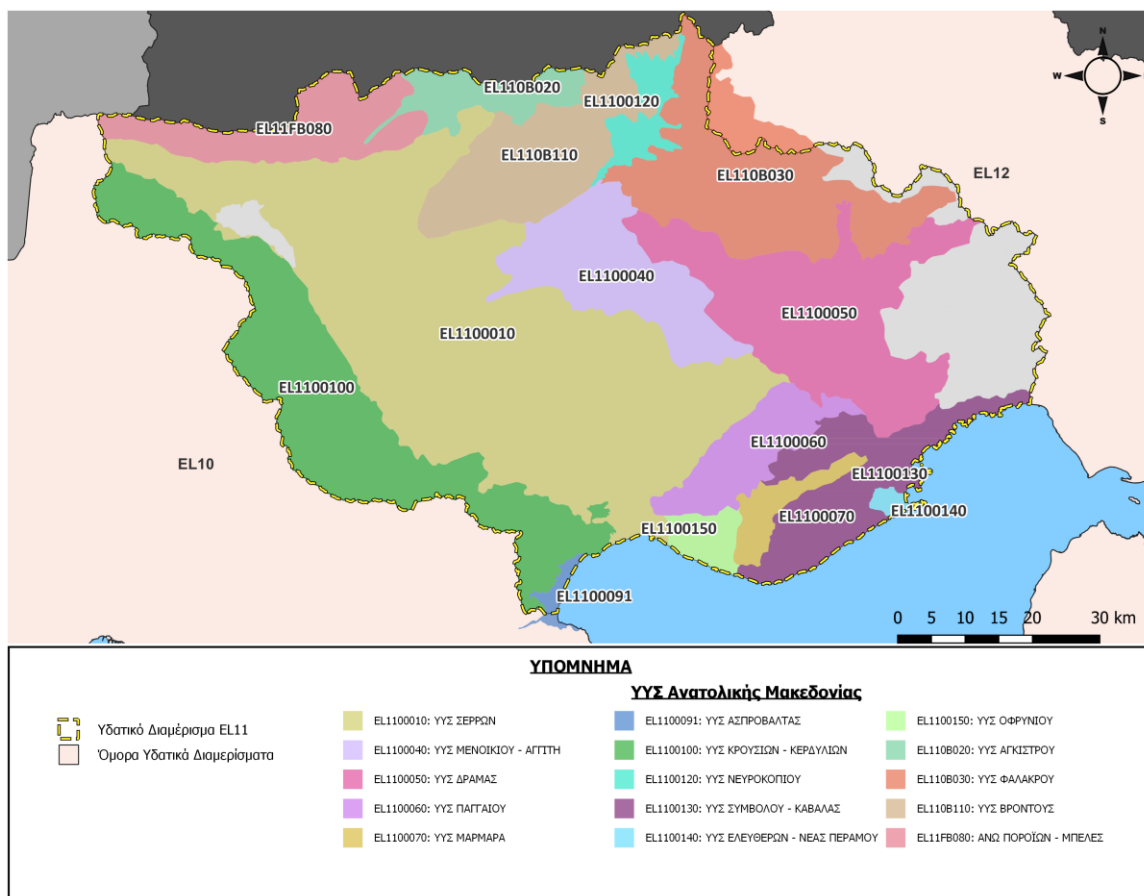 N
W
E
S
EL110B020
EL1100120
EL11FB080
EL110B110
EL110B030
EL12
EL1100040
EL1100050
EL1100010
EL1100100
EL1100060
EL10
EL1100130
EL1100070
EL1100140
EL1100150
EL1100091
0 5 10 15 20 30 km
ΥΠΟΜΝΗΜΑ
ΥΥΣ Ανατολικής Μακεδονίας
Υδατικό Διαμέρισμα EL11
Όμορα Υδατικά Διαμερίσματα
EL1100010: ΥΥΣ ΣΕΡΡΩΝ
EL1100040: ΥΥΣ ΜΕΝΟΙΚΙΟΥ - ΑΓΓΙΤΗ
EL1100050: ΥΥΣ ΔΡΑΜΑΣ
EL1100060: ΥΥΣ ΠΑΓΓΑΙΟΥ
EL1100070: ΥΥΣ ΜΑΡΜΑΡΑ
EL1100091: ΥΥΣ ΑΣΠΡΟΒΑΛΤΑΣ
EL1100100: ΥΥΣ ΚΡΟΥΣΙΩΝ - ΚΕΡΔΥΛΙΩΝ
EL1100120: ΥΥΣ ΝΕΥΡΟΚΟΠΙΟΥ
EL1100130: ΥΥΣ ΣΥΜΒΟΛΟΥ - ΚΑΒΑΛΑΣ
EL1100140: ΥΥΣ ΕΛΕΥΘΕΡΩΝ - ΝΕΑΣ ΠΕΡΑΜΟΥ
EL1100150: ΥΥΣ ΟΦΡΥΝΙΟΥ
EL110B020: ΥΥΣ ΑΓΚΙΣΤΡΟΥ
EL110B030: ΥΥΣ ΦΑΛΑΚΡΟΥ
EL110B110: ΥΥΣ ΒΡΟΝΤΟΥΣ
EL11FB080: ΑΝΩ ΠΟΡΟΪΩΝ - ΜΠΕΛΕΣ